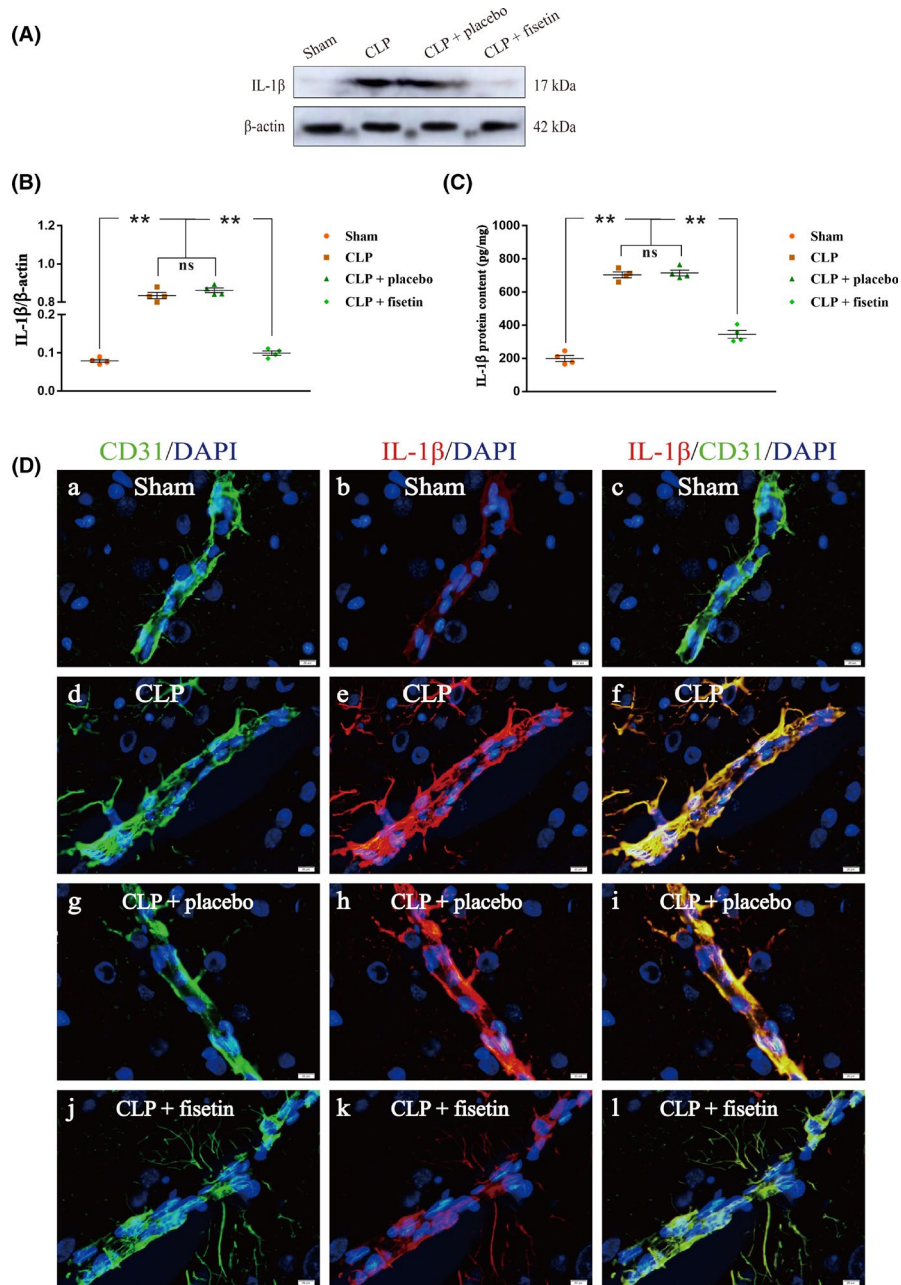 (A)
Sham
CLP
CLP + placebo
CLP + fisetin
IL-1β
17 kDa
β-actin
42 kDa
(B)
IL-1β/β-actin
1.2
1.0
0.8
0.2
0.1
0.0
**
**
ns
Sham
CLP
CLP + placebo
CLP + fisetin
(C)
IL-1β protein content (pg/mg)
1000
800
600
400
200
0
**
**
ns
Sham
CLP
CLP + placebo
CLP + fisetin
(D)
CD31/DAPI
IL-1β/DAPI
IL-1β/CD31/DAPI
a
Sham
b
Sham
c
Sham
d
CLP
e
CLP
f
CLP
g
CLP + placebo
h
CLP + placebo
i
CLP + placebo
j
CLP + fisetin
k
CLP + fisetin
l
CLP + fisetin